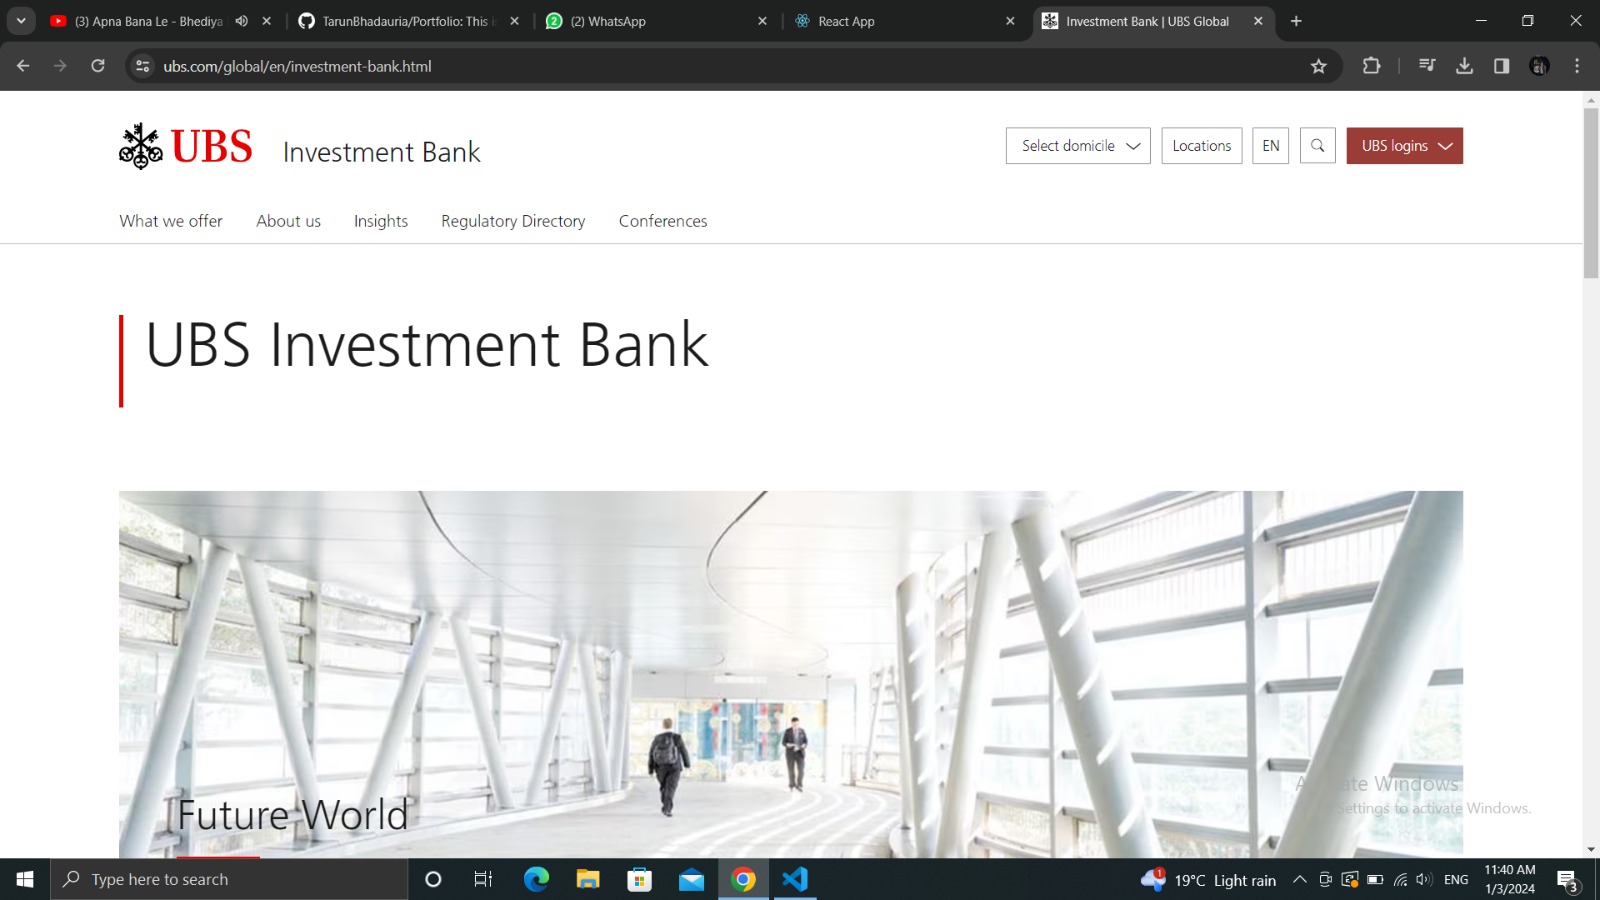 (3) Apna Bana Le - Bhediya
TarunBhadauria/Portfolio: This i
2
(2) WhatsApp
React App
Investment Bank | UBS Global
ubs.com/global/en/investment-bank.html
UBS
Investment Bank
Select domicile
Locations
EN
UBS logins
What we offer
About us
Insights
Regulatory Directory
Conferences
UBS Investment Bank
Future World
Windows
Settings to activate Windows.
Type here to search
1
19°C Light rain
ENG
11:40 AM
1/3/2024
3